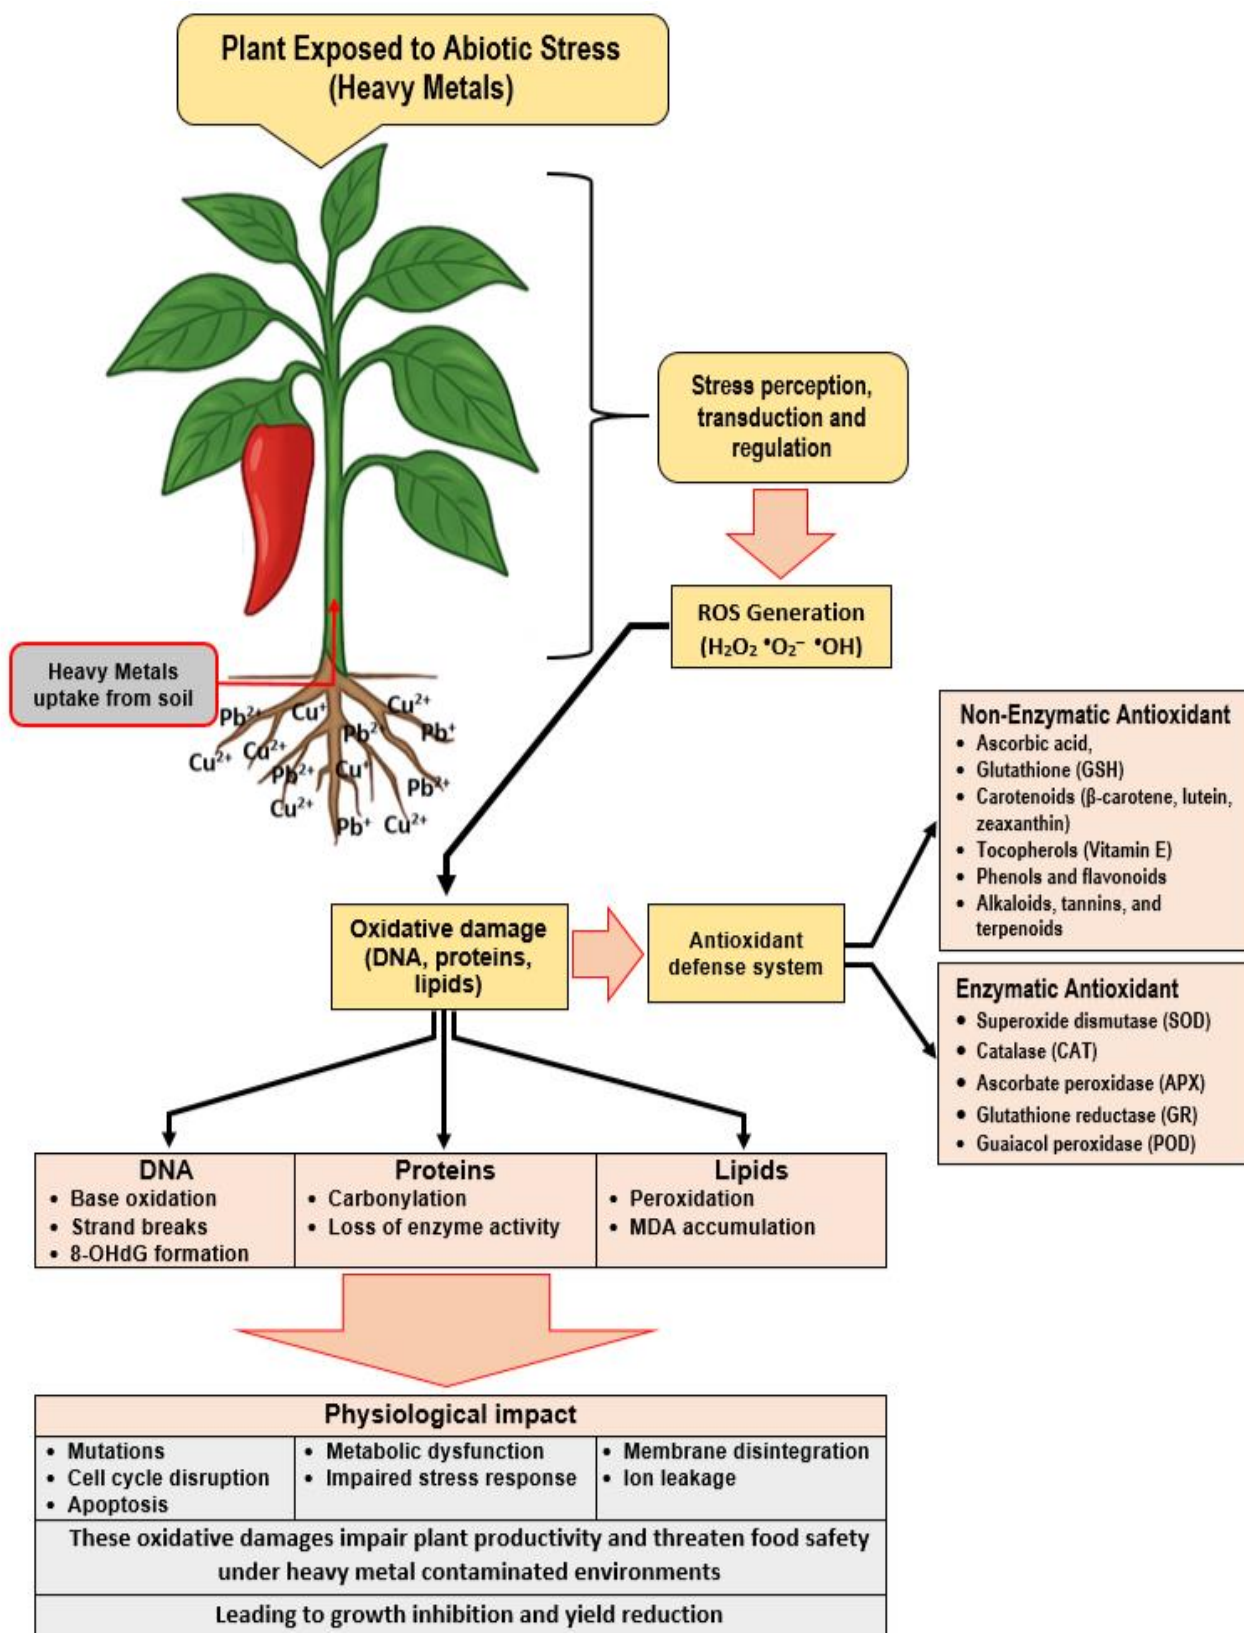 Plant Exposed to Abiotic Stress
(Heavy Metals)
Stress perception,
transduction and
regulation
ROS Generation
(H₂O₂ •O₂⁻ •OH)
Heavy Metals
uptake from soil
Pb²⁺
Cu⁺
Cu²⁺
Pb⁺
Cu²⁺
Cu²⁺
Pb²⁺
Pb²⁺
Cu⁺
Pb²⁺
Cu²⁺
Pb⁺
Cu²⁺
Non-Enzymatic Antioxidant
• Ascorbic acid,
• Glutathione (GSH)
• Carotenoids (β-carotene, lutein,
zeaxanthin)
• Tocopherols (Vitamin E)
• Phenols and flavonoids
• Alkaloids, tannins, and
terpenoids
Oxidative damage
(DNA, proteins,
lipids)
Antioxidant
defense system
Enzymatic Antioxidant
• Superoxide dismutase (SOD)
• Catalase (CAT)
• Ascorbate peroxidase (APX)
• Glutathione reductase (GR)
• Guaiacol peroxidase (POD)
DNA
• Base oxidation
• Strand breaks
• 8-OHdG formation
Proteins
• Carbonylation
• Loss of enzyme activity
Lipids
• Peroxidation
• MDA accumulation
Physiological impact
• Mutations
• Cell cycle disruption
• Apoptosis
• Metabolic dysfunction
• Impaired stress response
• Membrane disintegration
• Ion leakage
These oxidative damages impair plant productivity and threaten food safety
under heavy metal contaminated environments
Leading to growth inhibition and yield reduction